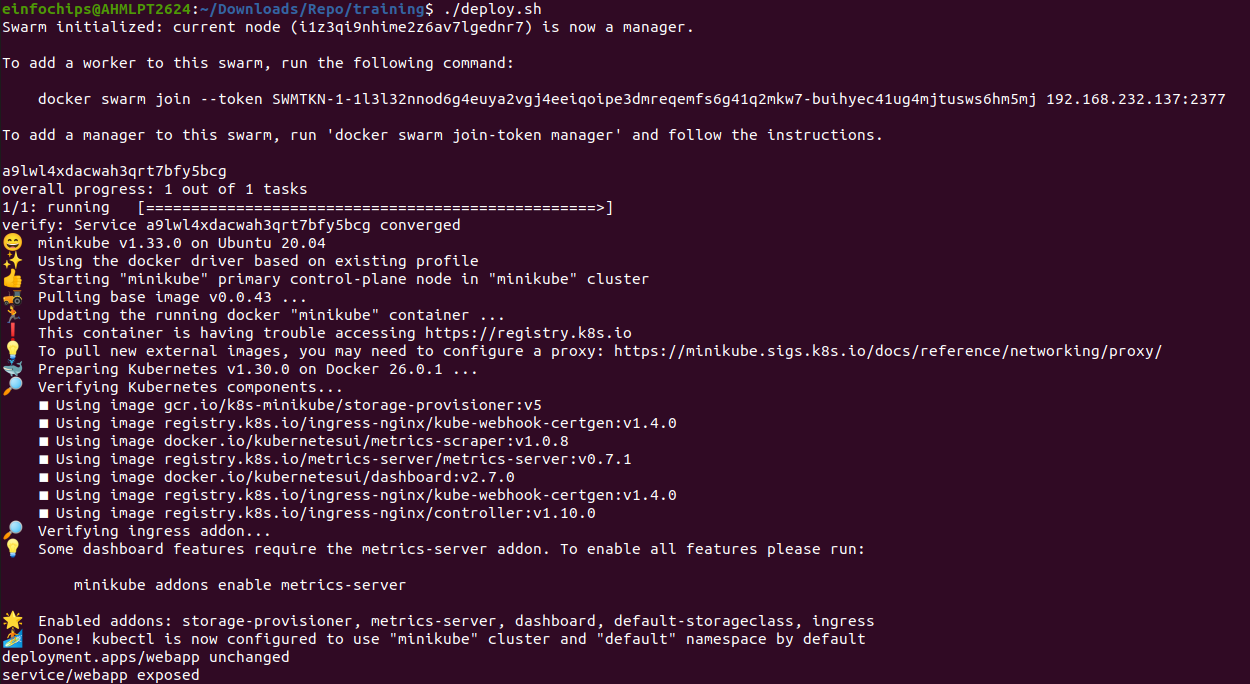 einfochips@AHMLPT2624:~/Downloads/Repo/training$ ./deploy.sh
Swarm initialized: current node (i1z3qi9nhime2z6av7lgednr7) is now a manager.
To add a worker to this swarm, run the following command:
docker swarm join --token SWMTKN-1-1l3l32nnod6g4euya2vgj4eeiqoipe3dmreqemfs6g41q2mkw7-buihyec41ug4mjtusws6hm5mj 192.168.232.137:2377
To add a manager to this swarm, run 'docker swarm join-token manager' and follow the instructions.
a9lwl4xdacwah3qrt7bfy5bcg
overall progress: 1 out of 1 tasks
1/1: running   [==================================================>]
verify: Service a9lwl4xdacwah3qrt7bfy5bcg converged
😄  minikube v1.33.0 on Ubuntu 20.04
✨  Using the docker driver based on existing profile
👍  Starting "minikube" primary control-plane node in "minikube" cluster
🚜  Pulling base image v0.0.43 ...
🏃  Updating the running docker "minikube" container ...
❗  This container is having trouble accessing https://registry.k8s.io
💡  To pull new external images, you may need to configure a proxy: https://minikube.sigs.k8s.io/docs/reference/networking/proxy/
🐳  Preparing Kubernetes v1.30.0 on Docker 26.0.1 ...
🔎  Verifying Kubernetes components...
■ Using image gcr.io/k8s-minikube/storage-provisioner:v5
■ Using image registry.k8s.io/ingress-nginx/kube-webhook-certgen:v1.4.0
■ Using image docker.io/kubernetesui/metrics-scraper:v1.0.8
■ Using image registry.k8s.io/metrics-server/metrics-server:v0.7.1
■ Using image docker.io/kubernetesui/dashboard:v2.7.0
■ Using image registry.k8s.io/ingress-nginx/kube-webhook-certgen:v1.4.0
■ Using image registry.k8s.io/ingress-nginx/controller:v1.10.0
🔎  Verifying ingress addon...
💡  Some dashboard features require the metrics-server addon. To enable all features please run:
minikube addons enable metrics-server
🌟  Enabled addons: storage-provisioner, metrics-server, dashboard, default-storageclass, ingress
🏄  Done! kubectl is now configured to use "minikube" cluster and "default" namespace by default
deployment.apps/webapp unchanged
service/webapp exposed